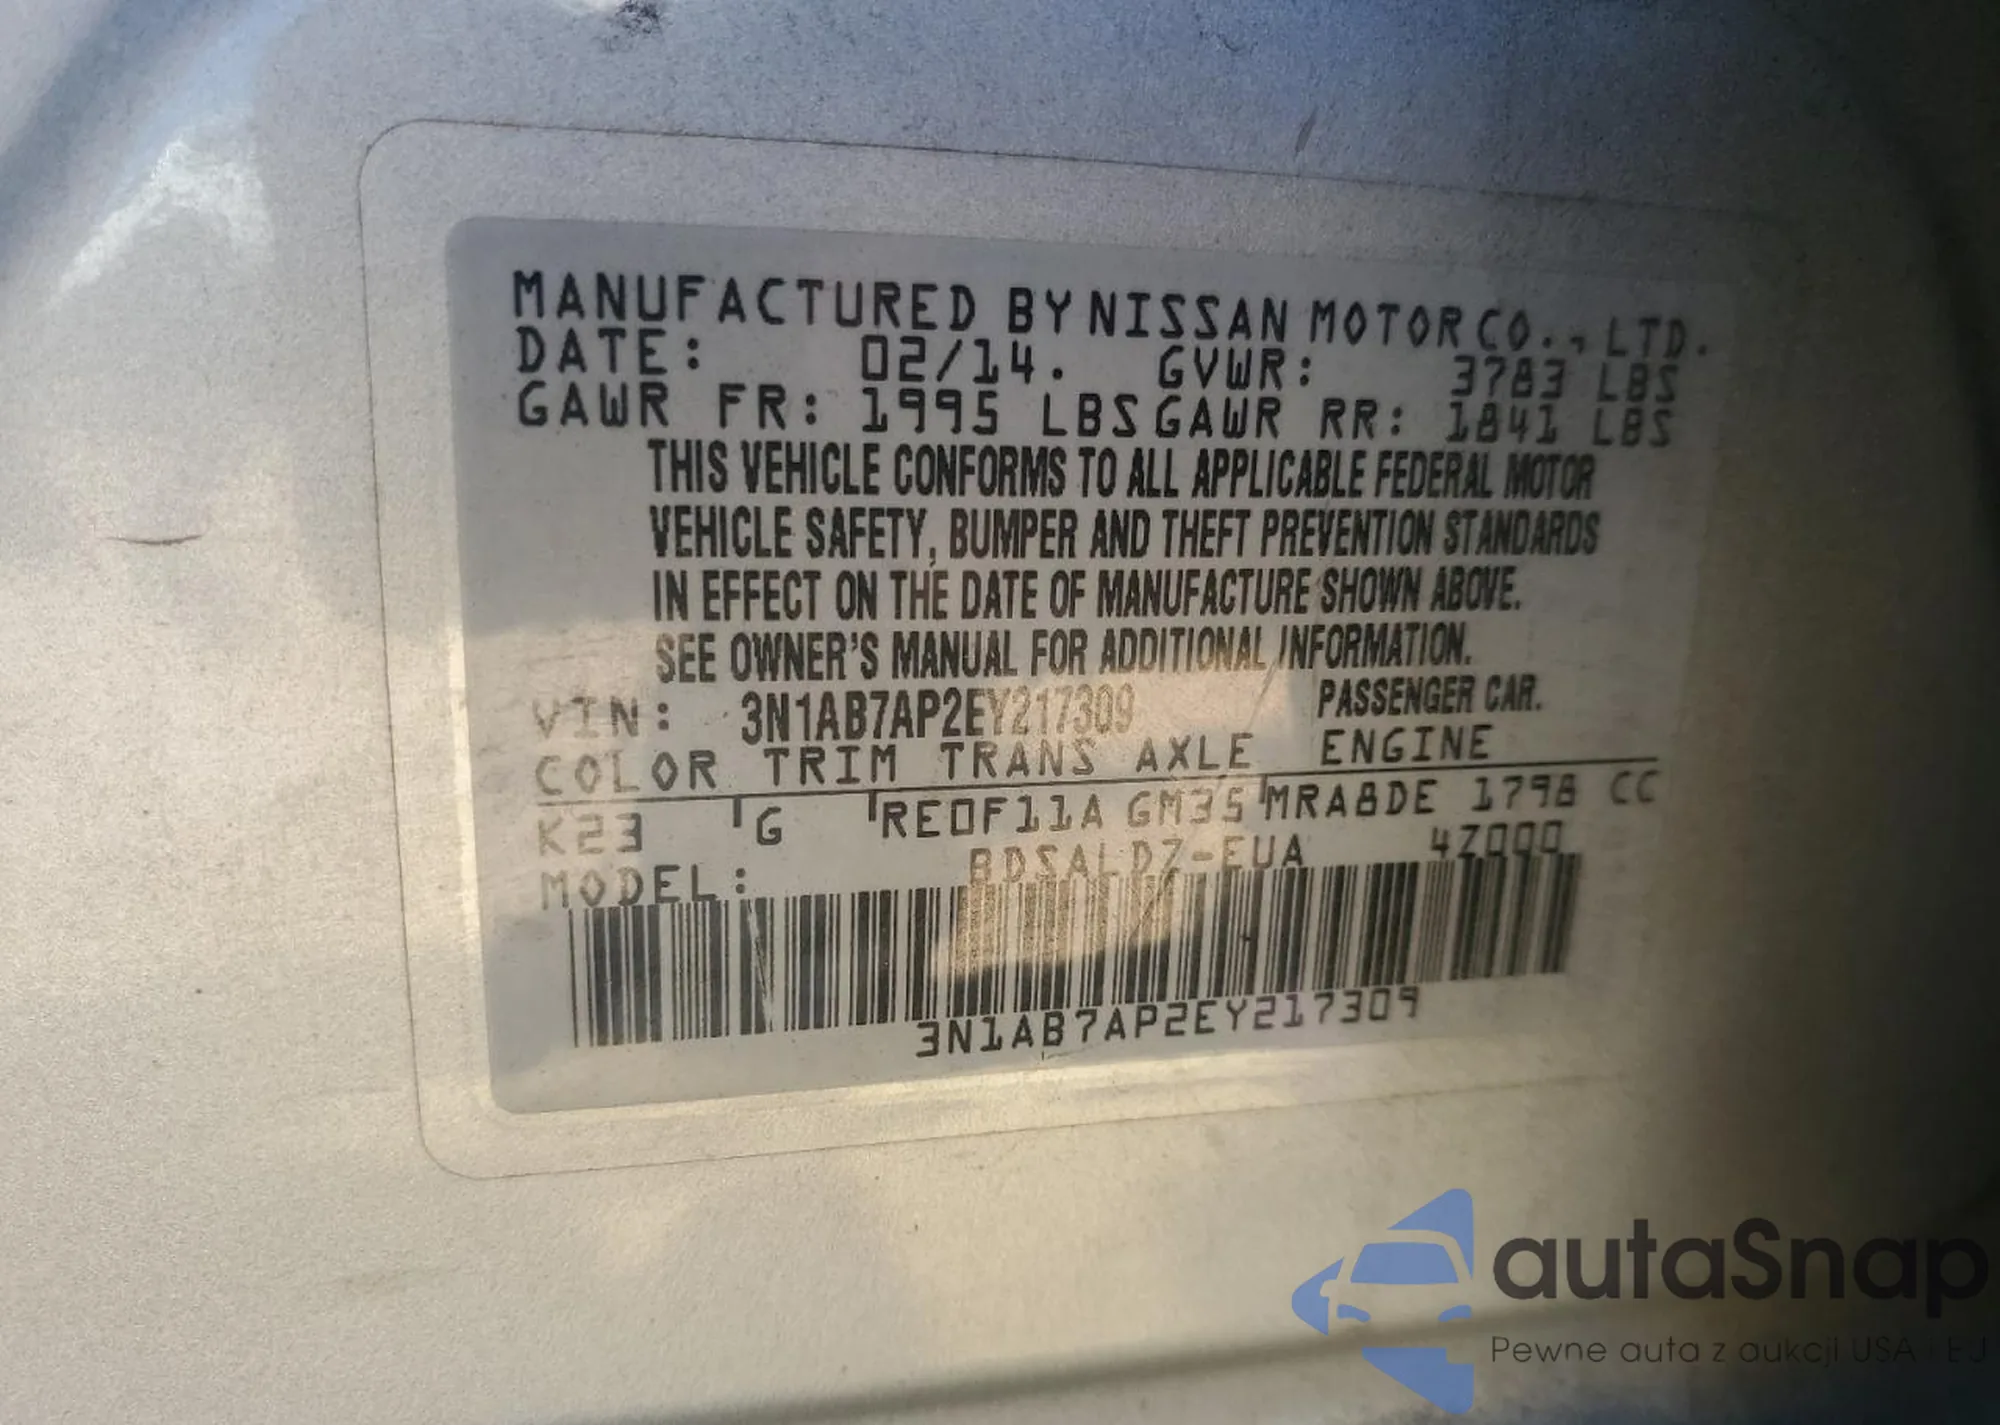 MANUFACTURED BY NISSAN MOTOR CO., LTD.
DATE: 02/14. GVWR: 3783 LBS
GAWR FR: 1995 LBS GAWR RR: 1841 LBS
THIS VEHICLE CONFORMS TO ALL APPLICABLE FEDERAL MOTOR
VEHICLE SAFETY, BUMPER AND THEFT PREVENTION STANDARDS
IN EFFECT ON THE DATE OF MANUFACTURE SHOWN ABOVE.
SEE OWNER'S MANUAL FOR ADDITIONAL INFORMATION.
VIN: 3N1AB7AP2EY217309 PASSENGER CAR.
COLOR TRIM TRANS AXLE ENGINE
K23 G RE0F11A GM35 MRA8DE 1798 CC
MODEL: BDSALDZ-EUA 4Z000
3N1AB7AP2EY217309
autaSnap
Pewne auta z aukcji USA i EU